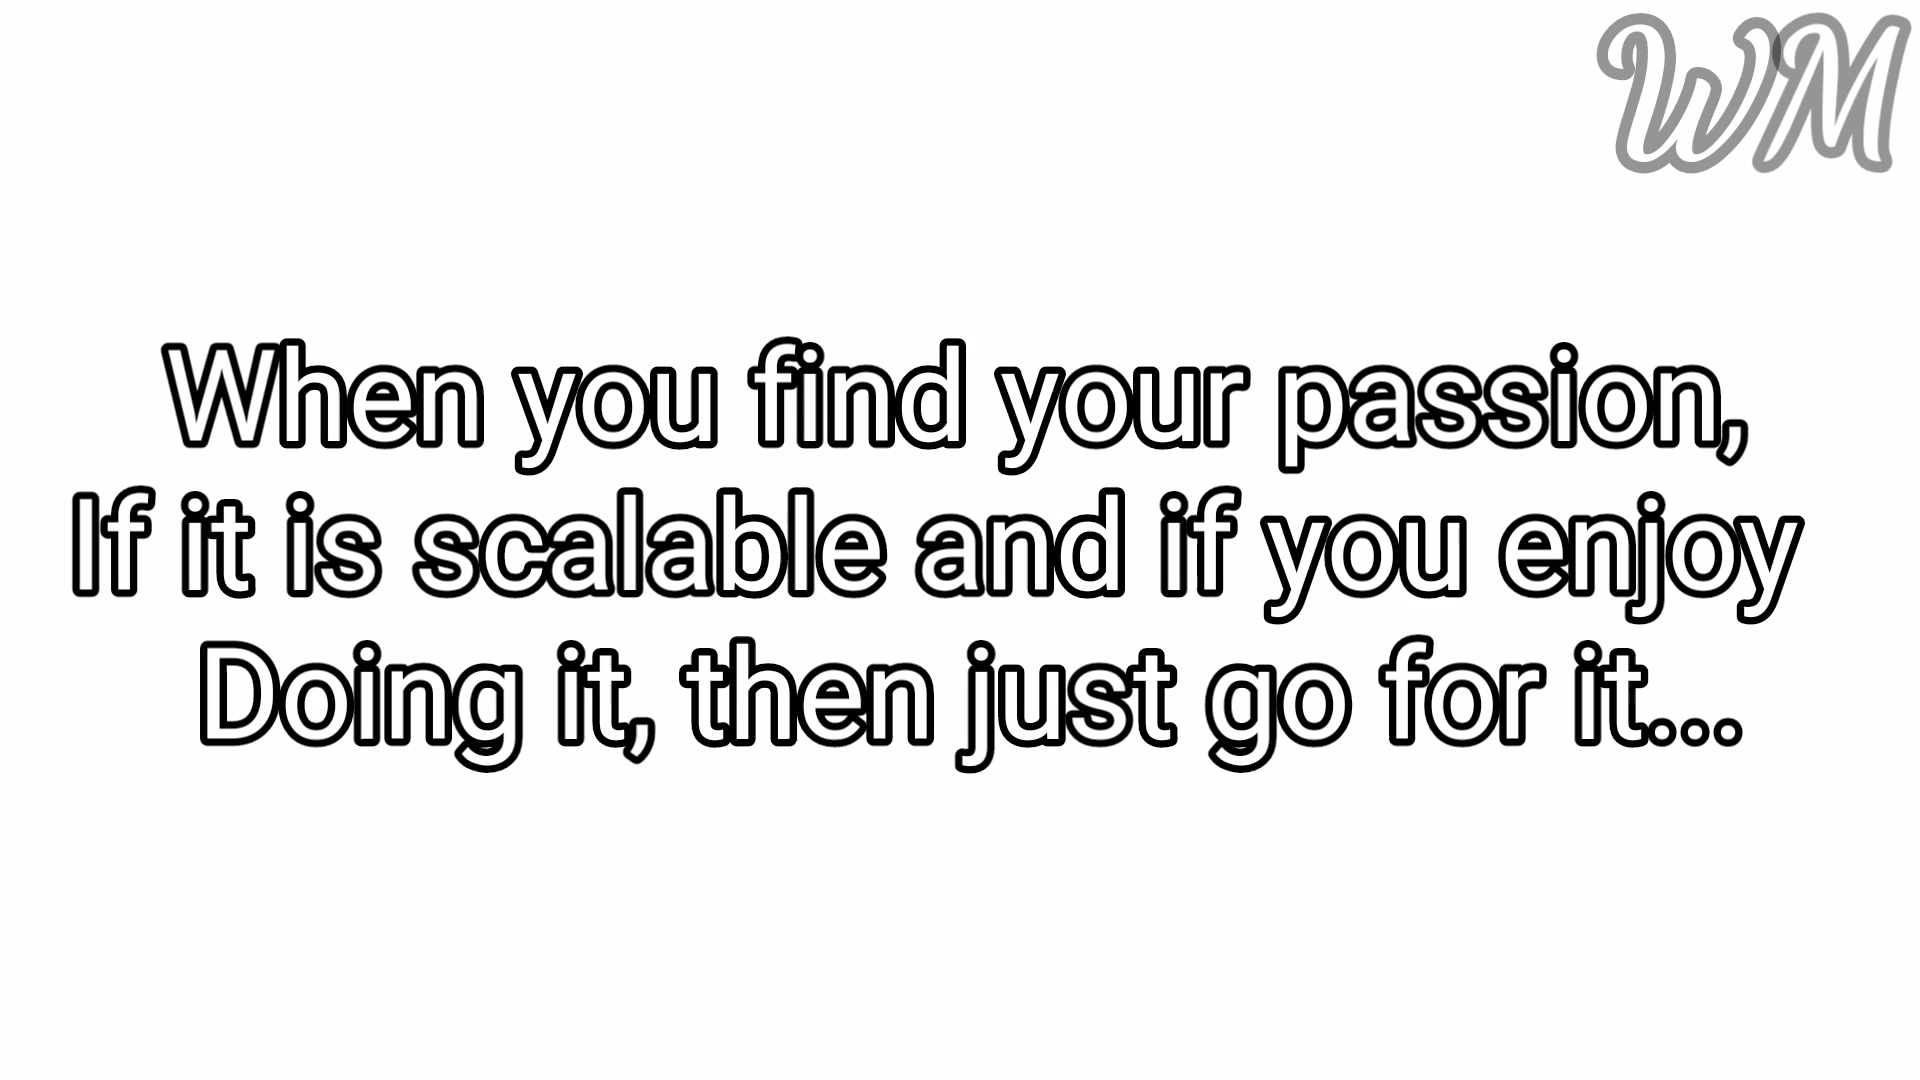 WM
When you find your passion,
If it is scalable and if you enjoy
Doing it, then just go for it...